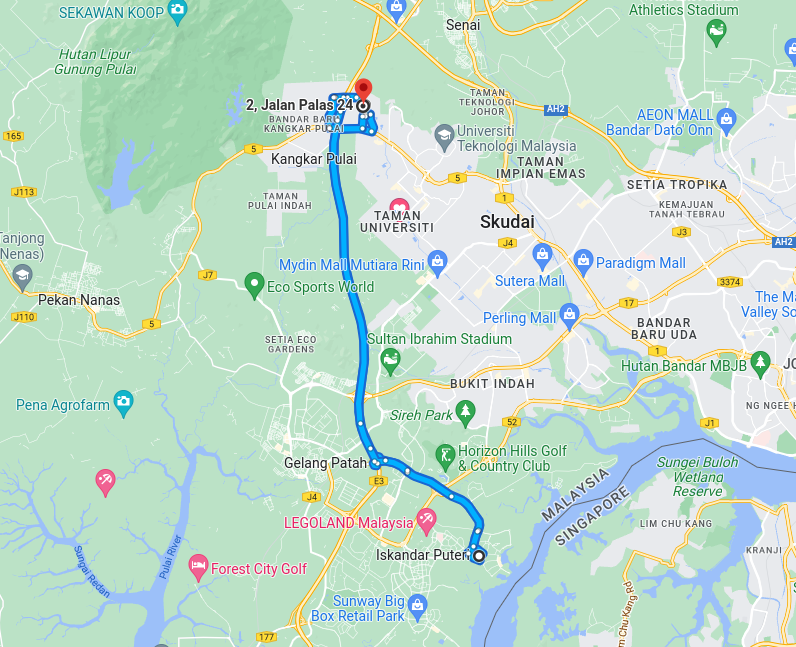 SEKAWAN KOOP
Senai
Athletics Stadium
Hutan Lipur
Gunung Pulai
TAMAN
TEKNOLOGI
JOHOR
AH2
2, Jalan Palas 24
BANDAR BARU
KANGKAR PULAI
AEON MALL
Bandar Dato' Onn
165
Universiti
Teknologi Malaysia
5
Kangkar Pulai
TAMAN
IMPIAN EMAS
5
J113
SETIA TROPIKA
1
TAMAN
PULAI INDAH
KEMAJUAN
TANAH TEBRAU
TAMAN
UNIVERSITI
Skudai
J3
Tanjong
Nenas)
J4
AH2
Mydin Mall Mutiara Rini
Paradigm Mall
J7
Sutera Mall
3374
Eco Sports World
Pekan Nanas
17
The Ma
Valley So
J110
5
Perling Mall
BANDAR
BARU UDA
SETIA ECO
GARDENS
Sultan Ibrahim Stadium
1
Hutan Bandar MBJB
JO
BUKIT INDAH
Pena Agrofarm
NG NGEE H
Sireh Park
52
J1
Horizon Hills Golf
& Country Club
Gelang Patah
Sungei Buloh
Wetland
Reserve
E3
MALAYSIA
SINGAPORE
J4
LEGOLAND Malaysia
LIM CHU KANG
Iskandar Puteri
KRANJI
Pulai River
Sungai Redan
Forest City Golf
Sunway Big
Box Retail Park
m Chu Kang Rd
177